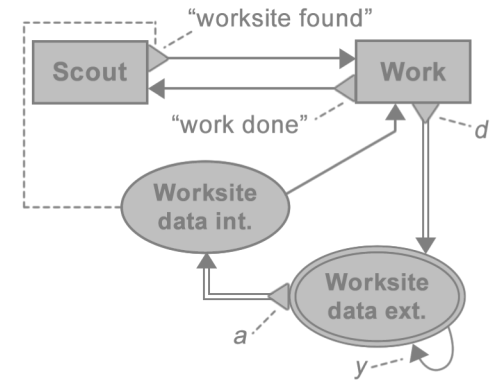 “worksite found”
Scout
Work
“work done”
d
Worksite
data int.
Worksite
data ext.
a
y